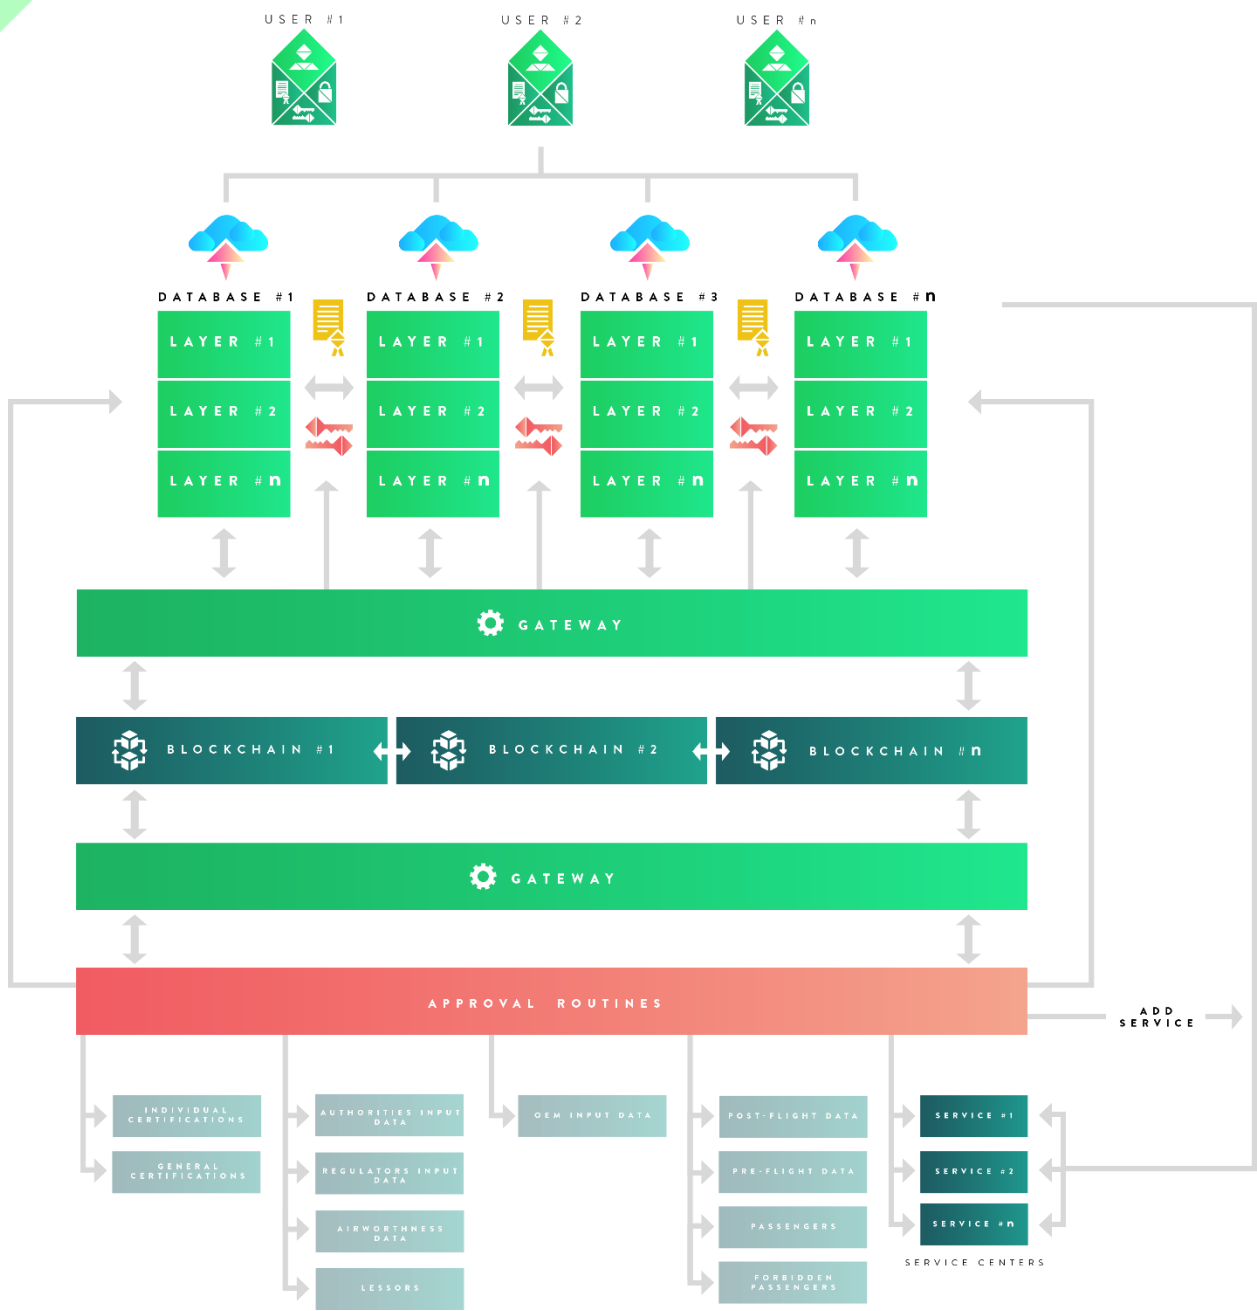 USER #1
USER #2
USER #n
DATABASE #1
DATABASE #2
DATABASE #3
DATABASE #n
LAYER #1
LAYER #1
LAYER #1
LAYER #1
LAYER #2
LAYER #2
LAYER #2
LAYER #2
LAYER #n
LAYER #n
LAYER #n
LAYER #n
GATEWAY
BLOCKCHAIN #1
BLOCKCHAIN #2
BLOCKCHAIN #n
GATEWAY
APPROVAL ROUTINES
ADD
SERVICE
INDIVIDUAL
CERTIFICATIONS
GENERAL
CERTIFICATIONS
AUTHORITIES INPUT
DATA
REGULATORS INPUT
DATA
AIRWORTHNESS
DATA
LESSORS
OEM INPUT DATA
POST-FLIGHT DATA
PRE-FLIGHT DATA
PASSENGERS
FORBIDDEN
PASSENGERS
SERVICE #1
SERVICE #2
SERVICE #n
SERVICE CENTERS